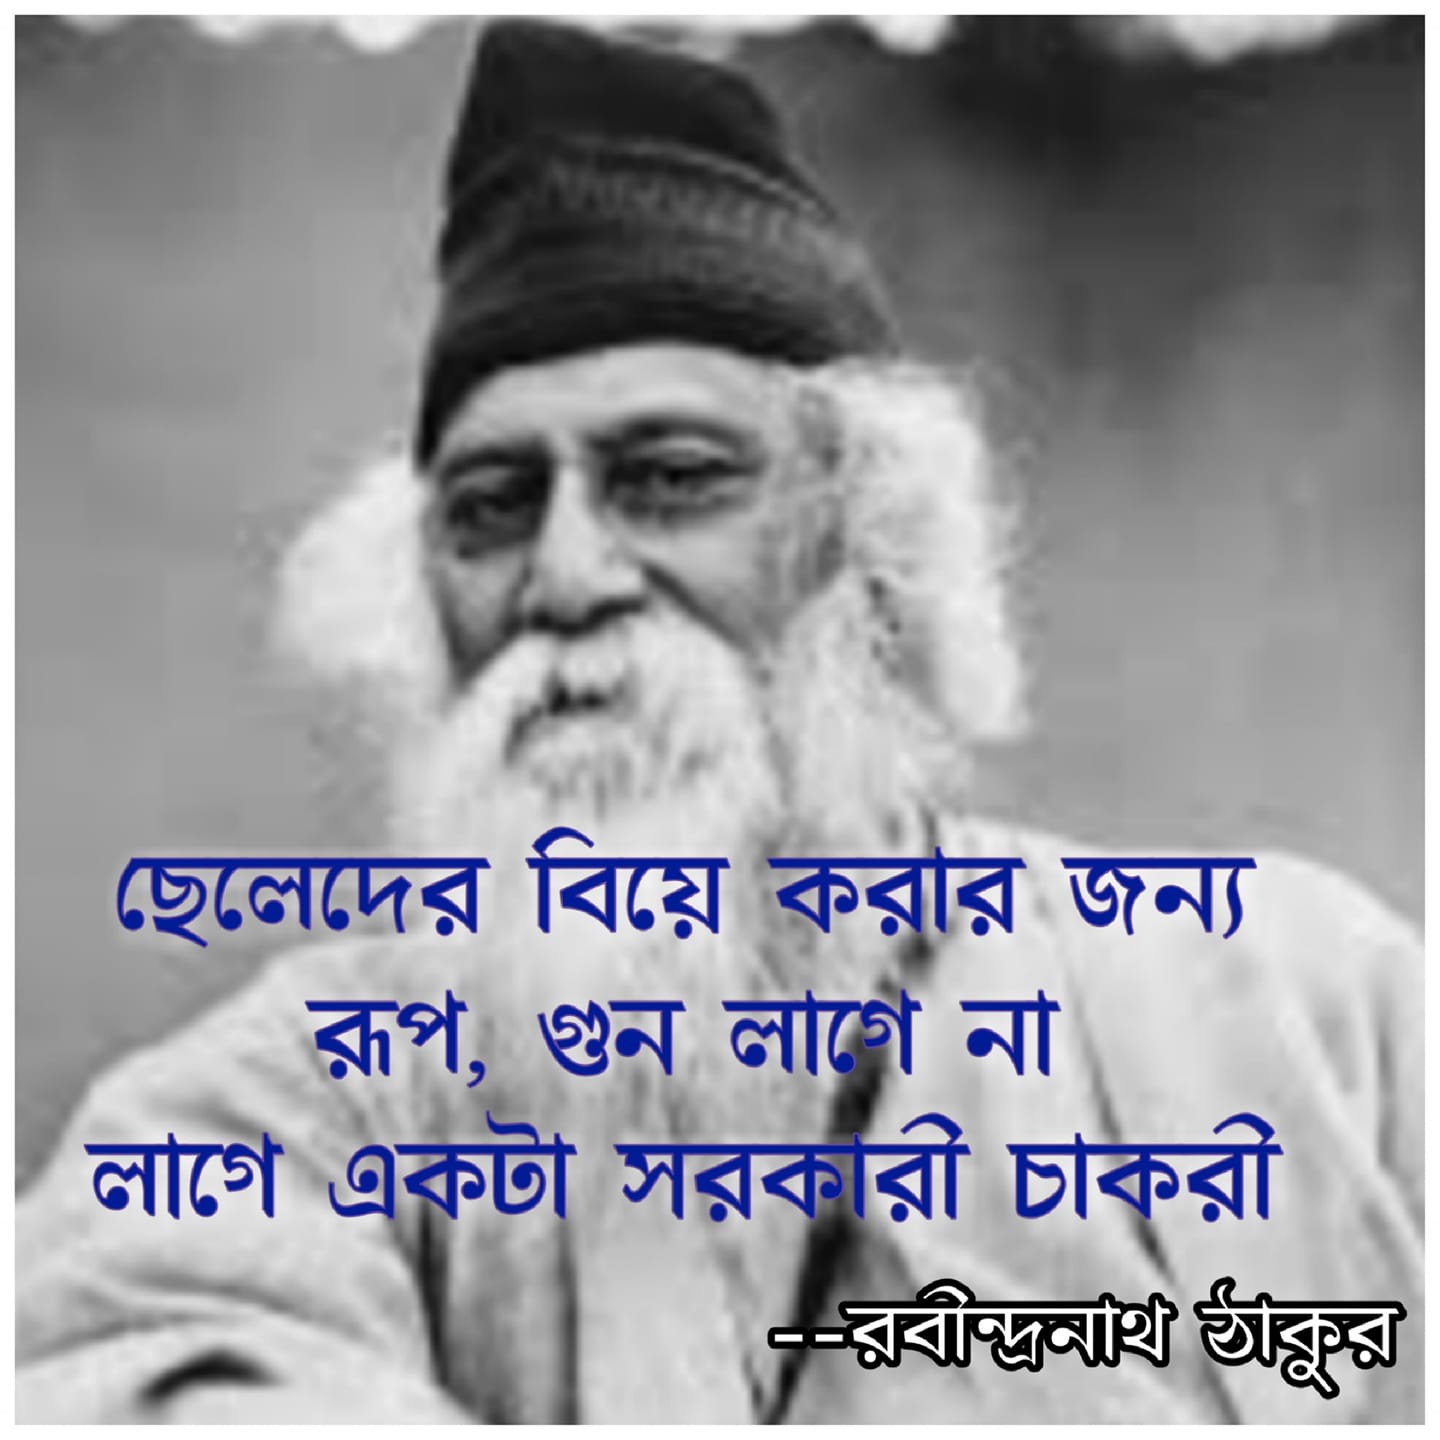 ছেলেদের বিয়ে করার জন্য
রূপ, গুন লাগে না
লাগে একটা সরকারী চাকরী
--রবীন্দ্রনাথ ঠাকুর